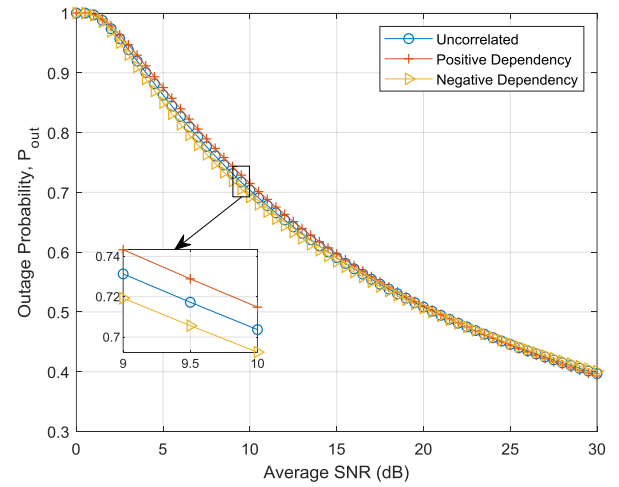 1
0.9
0.8
0.7
0.6
0.5
0.4
0.3
Outage Probability, P_out
Uncorrelated
Positive Dependency
Negative Dependency
0.74
0.72
0.7
9 9.5 10
0 5 10 15 20 25 30
Average SNR (dB)